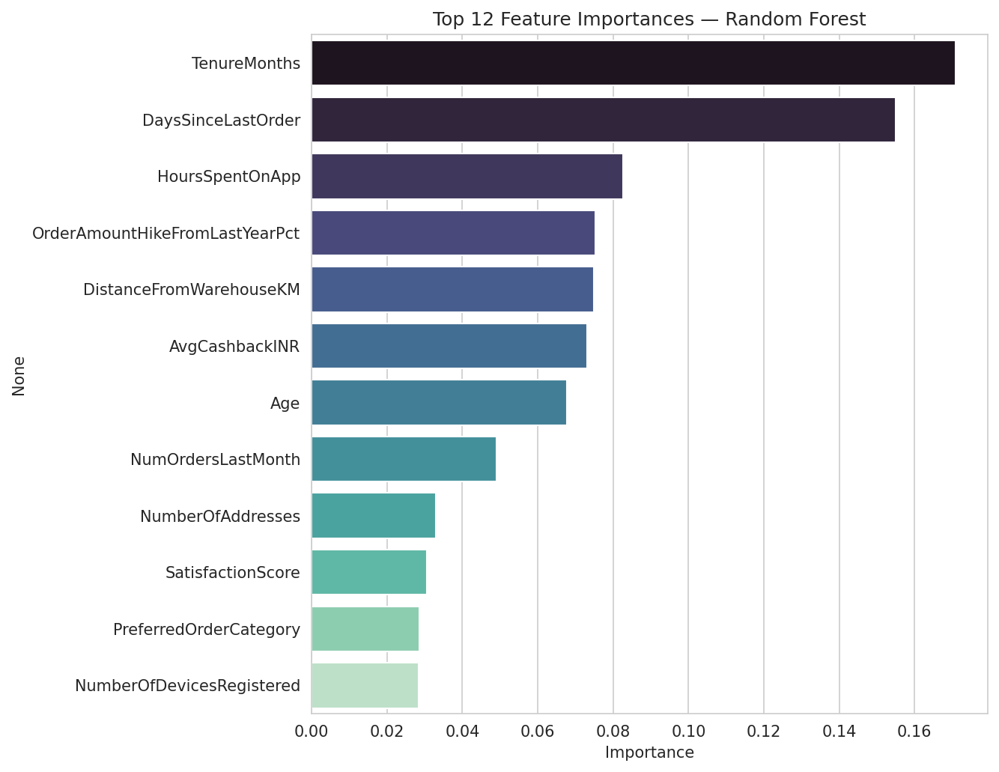 Top 12 Feature Importances — Random Forest
TenureMonths
DaysSinceLastOrder
HoursSpentOnApp
OrderAmountHikeFromLastYearPct
DistanceFromWarehouseKM
AvgCashbackINR
Age
NumOrdersLastMonth
NumberOfAddresses
SatisfactionScore
PreferredOrderCategory
NumberOfDevicesRegistered
None
0.00 0.02 0.04 0.06 0.08 0.10 0.12 0.14 0.16
Importance